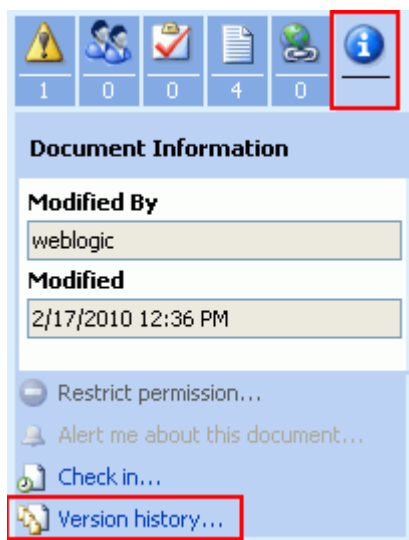 1 0 0 4 0
Document Information
Modified By
weblogic
Modified
2/17/2010 12:36 PM
Restrict permission...
Alert me about this document...
Check in...
Version history...